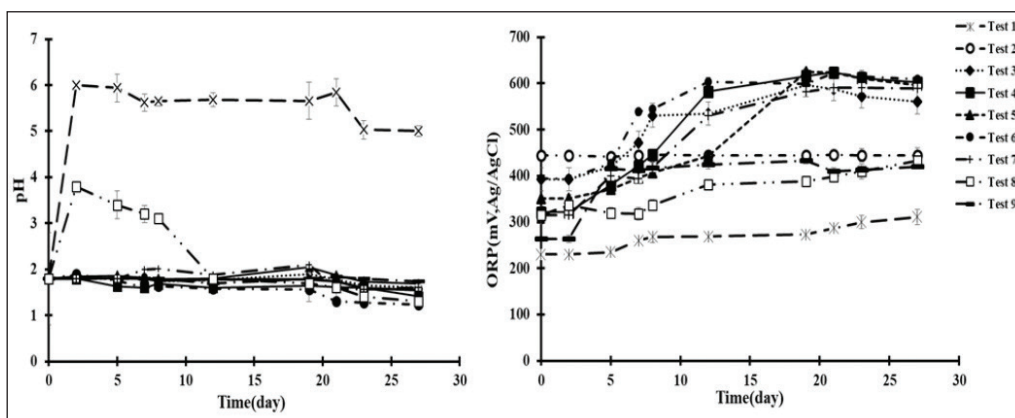 7
6
5
4
3
2
1
0
pH
0 5 10 15 20 25 30
Time(day)
700
600
500
400
300
200
100
0
ORP(mV,Ag/AgCl)
0 5 10 15 20 25 30
Time(day)
Test 1
Test 2
Test 3
Test 4
Test 5
Test 6
Test 7
Test 8
Test 9